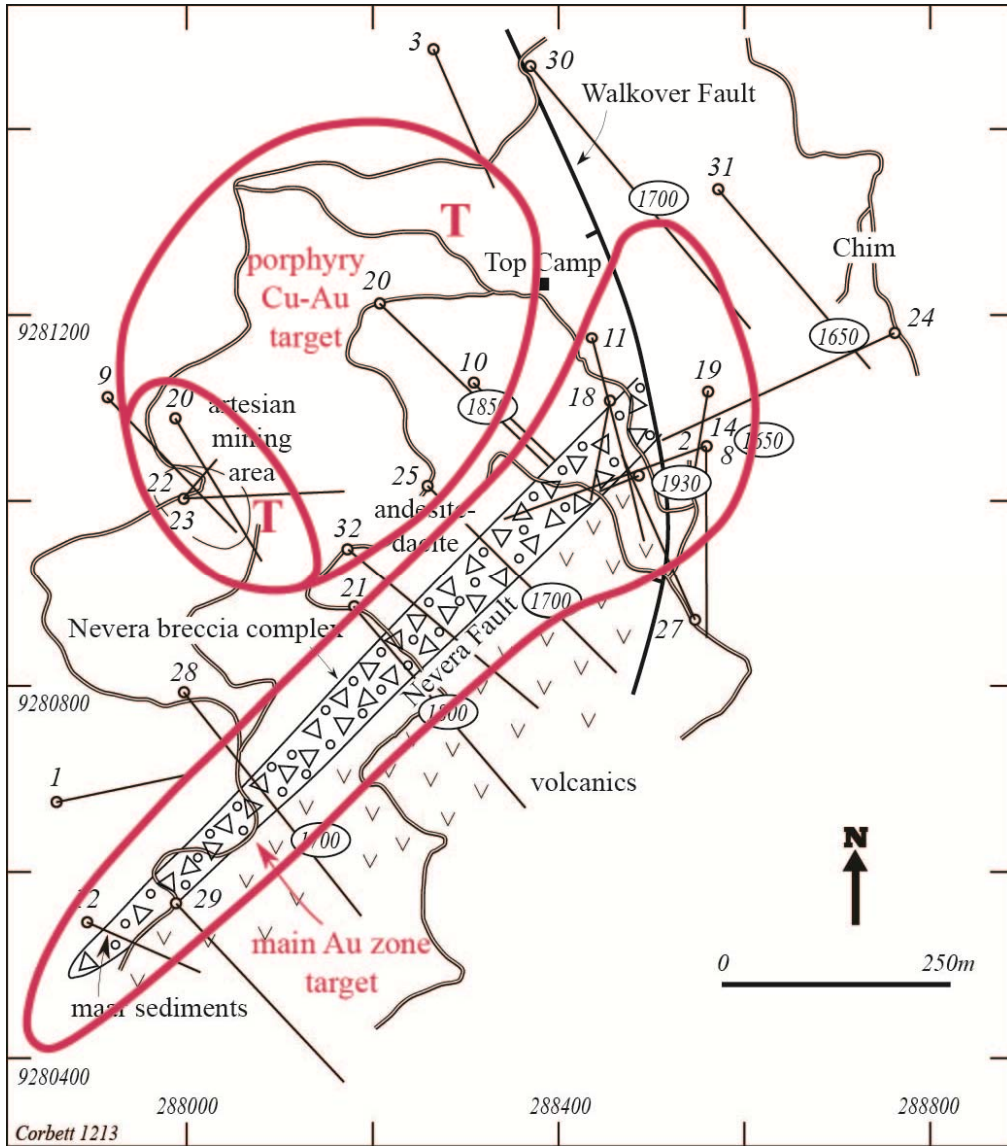 3
30
Walkover Fault
31
1700
T
Chim
porphyry
Cu-Au
target
Top Camp
20
24
9281200
11
1650
10
9
19
1850
18
20
artesian
mining
area
2
14
8
1650
22
25
1930
23
T
andesite-
dacite
32
21
1700
27
Nevera breccia complex
Nevera Fault
28
9280800
1800
1
volcanics
1700
N
12
29
main Au zone
target
0
250m
maar sediments
9280400
288000
288400
288800
Corbett 1213